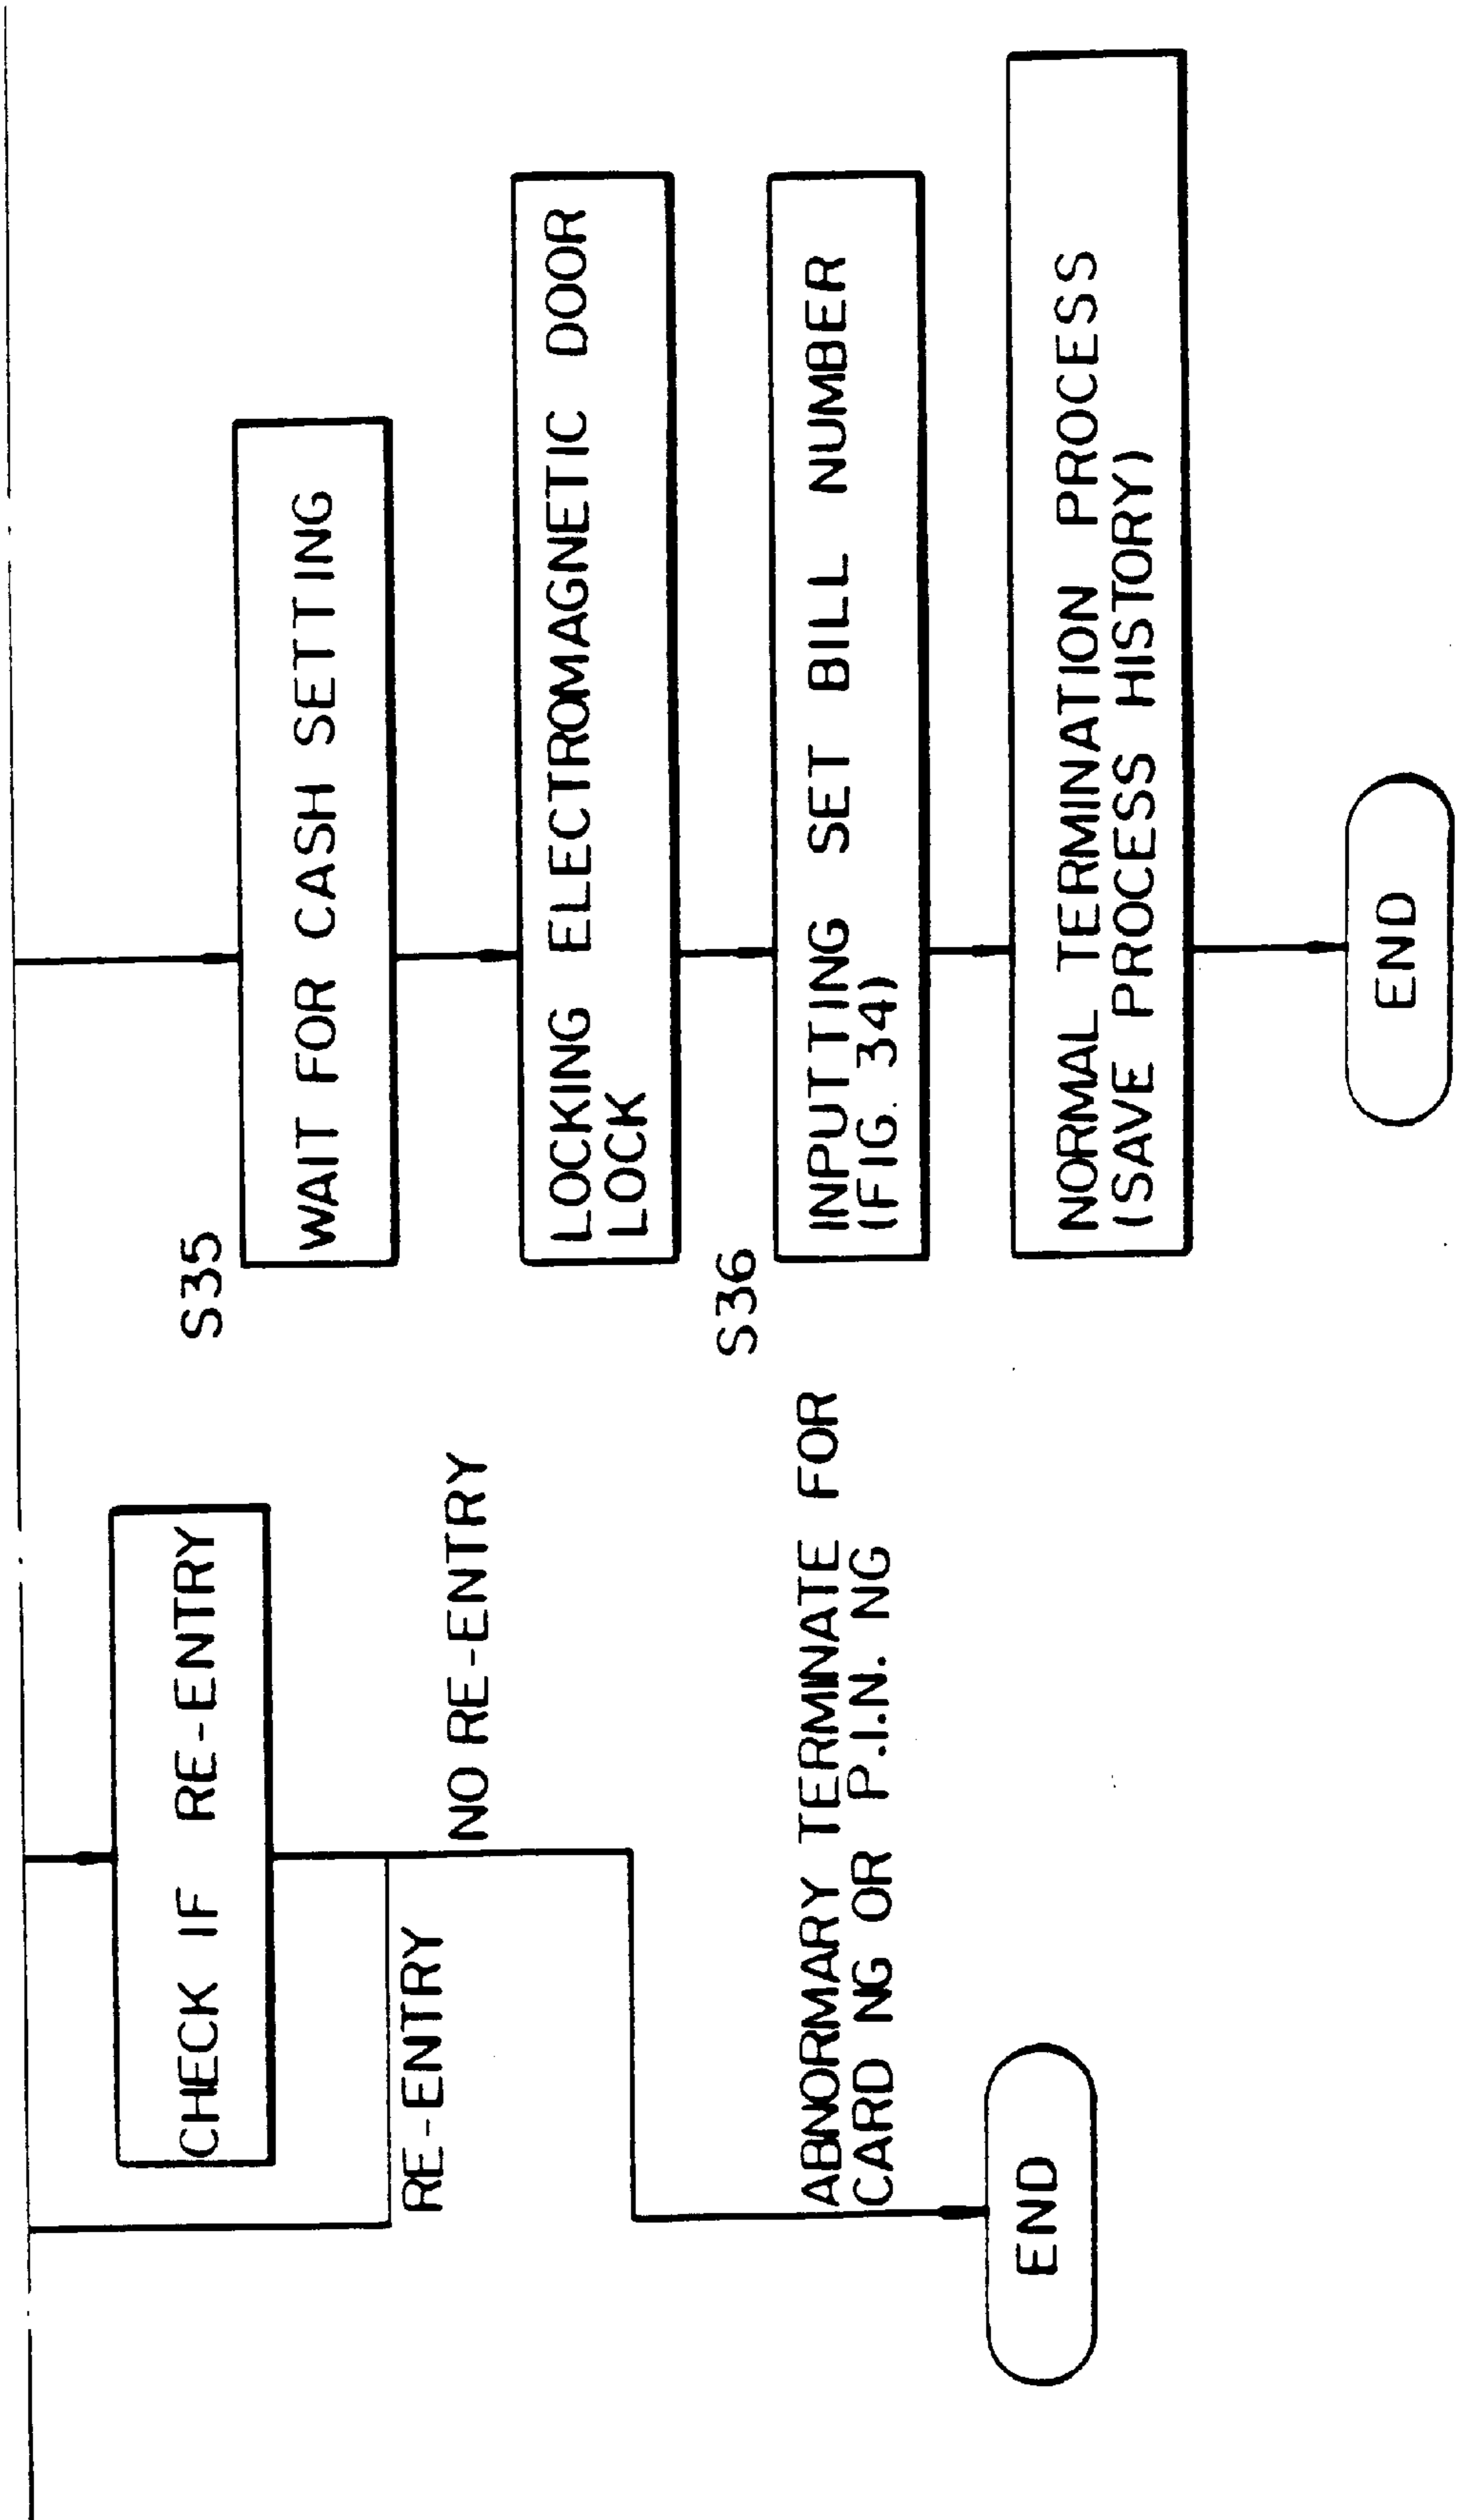 CHECK IF RE-ENTRY
RE-ENTRY
NO RE-ENTRY
ABNORMARY TERMINATE FOR
CARD NG OR P.I.N. NG
END
S35
WAIT FOR CASH SETTING
LOCKING ELECTROMAGNETIC DOOR
LOCK
S36
INPUTTING SET BILL NUMBER
(FIG. 34)
NORMAL TERMINATION PROCESS
(SAVE PROCESS HISTORY)
END